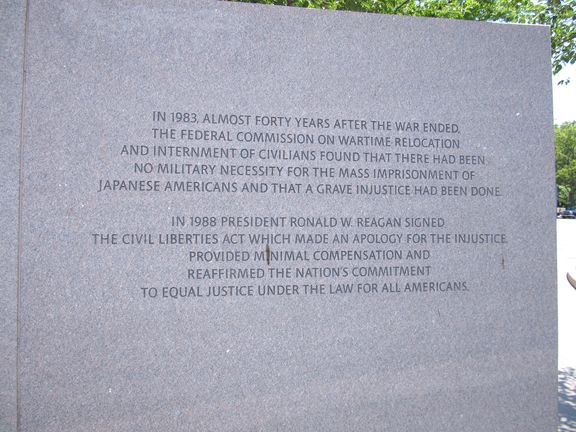 IN 1983, ALMOST FORTY YEARS AFTER THE WAR ENDED,
THE FEDERAL COMMISSION ON WARTIME RELOCATION
AND INTERNMENT OF CIVILIANS FOUND THAT THERE HAD BEEN
NO MILITARY NECESSITY FOR THE MASS IMPRISONMENT OF
JAPANESE AMERICANS AND THAT A GRAVE INJUSTICE HAD BEEN DONE.
IN 1988 PRESIDENT RONALD W. REAGAN SIGNED
THE CIVIL LIBERTIES ACT WHICH MADE AN APOLOGY FOR THE INJUSTICE,
PROVIDED MINIMAL COMPENSATION AND
REAFFIRMED THE NATION'S COMMITMENT
TO EQUAL JUSTICE UNDER THE LAW FOR ALL AMERICANS.